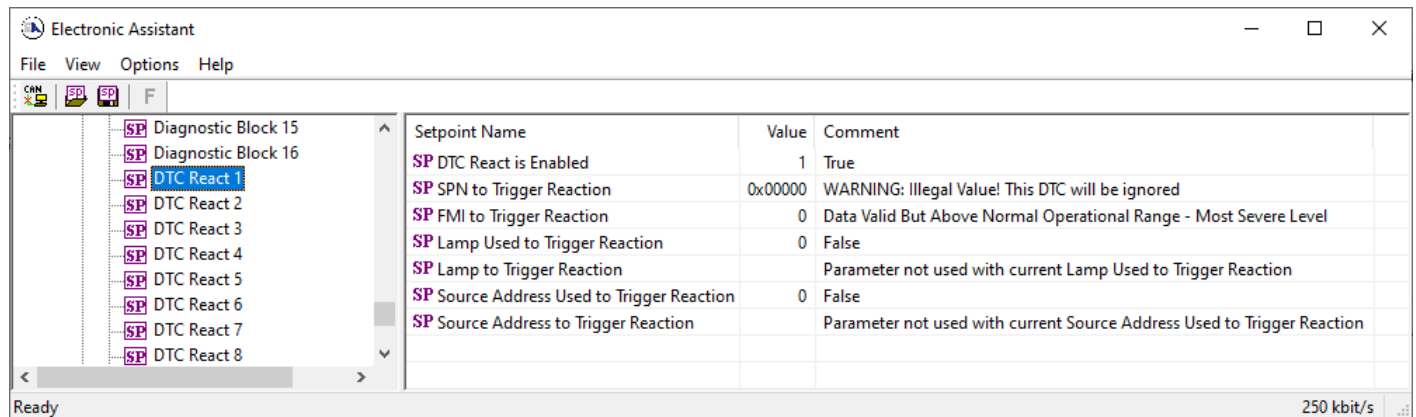 Electronic Assistant
File View Options Help
CAN SP SP F
SP Diagnostic Block 15
SP Diagnostic Block 16
SP DTC React 1
SP DTC React 2
SP DTC React 3
SP DTC React 4
SP DTC React 5
SP DTC React 6
SP DTC React 7
SP DTC React 8
Setpoint Name Value Comment
SP DTC React is Enabled 1 True
SP SPN to Trigger Reaction 0x00000 WARNING: Illegal Value! This DTC will be ignored
SP FMI to Trigger Reaction 0 Data Valid But Above Normal Operational Range - Most Severe Level
SP Lamp Used to Trigger Reaction 0 False
SP Lamp to Trigger Reaction Parameter not used with current Lamp Used to Trigger Reaction
SP Source Address Used to Trigger Reaction 0 False
SP Source Address to Trigger Reaction Parameter not used with current Source Address Used to Trigger Reaction
Ready 250 kbit/s